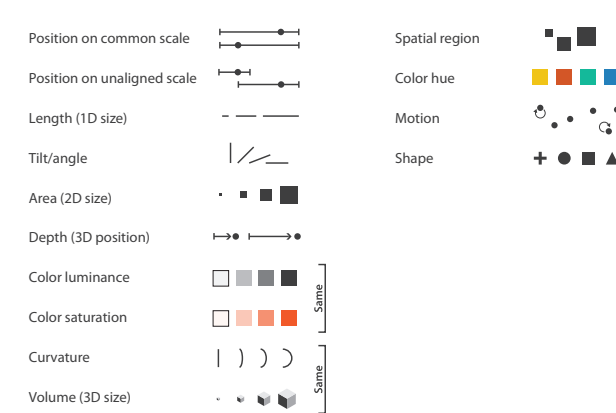 Position on common scale
Position on unaligned scale
Length (1D size)
Tilt/angle
Area (2D size)
Depth (3D position)
Color luminance
Color saturation
Same
Curvature
Volume (3D size)
Same
Spatial region
Color hue
Motion
Shape